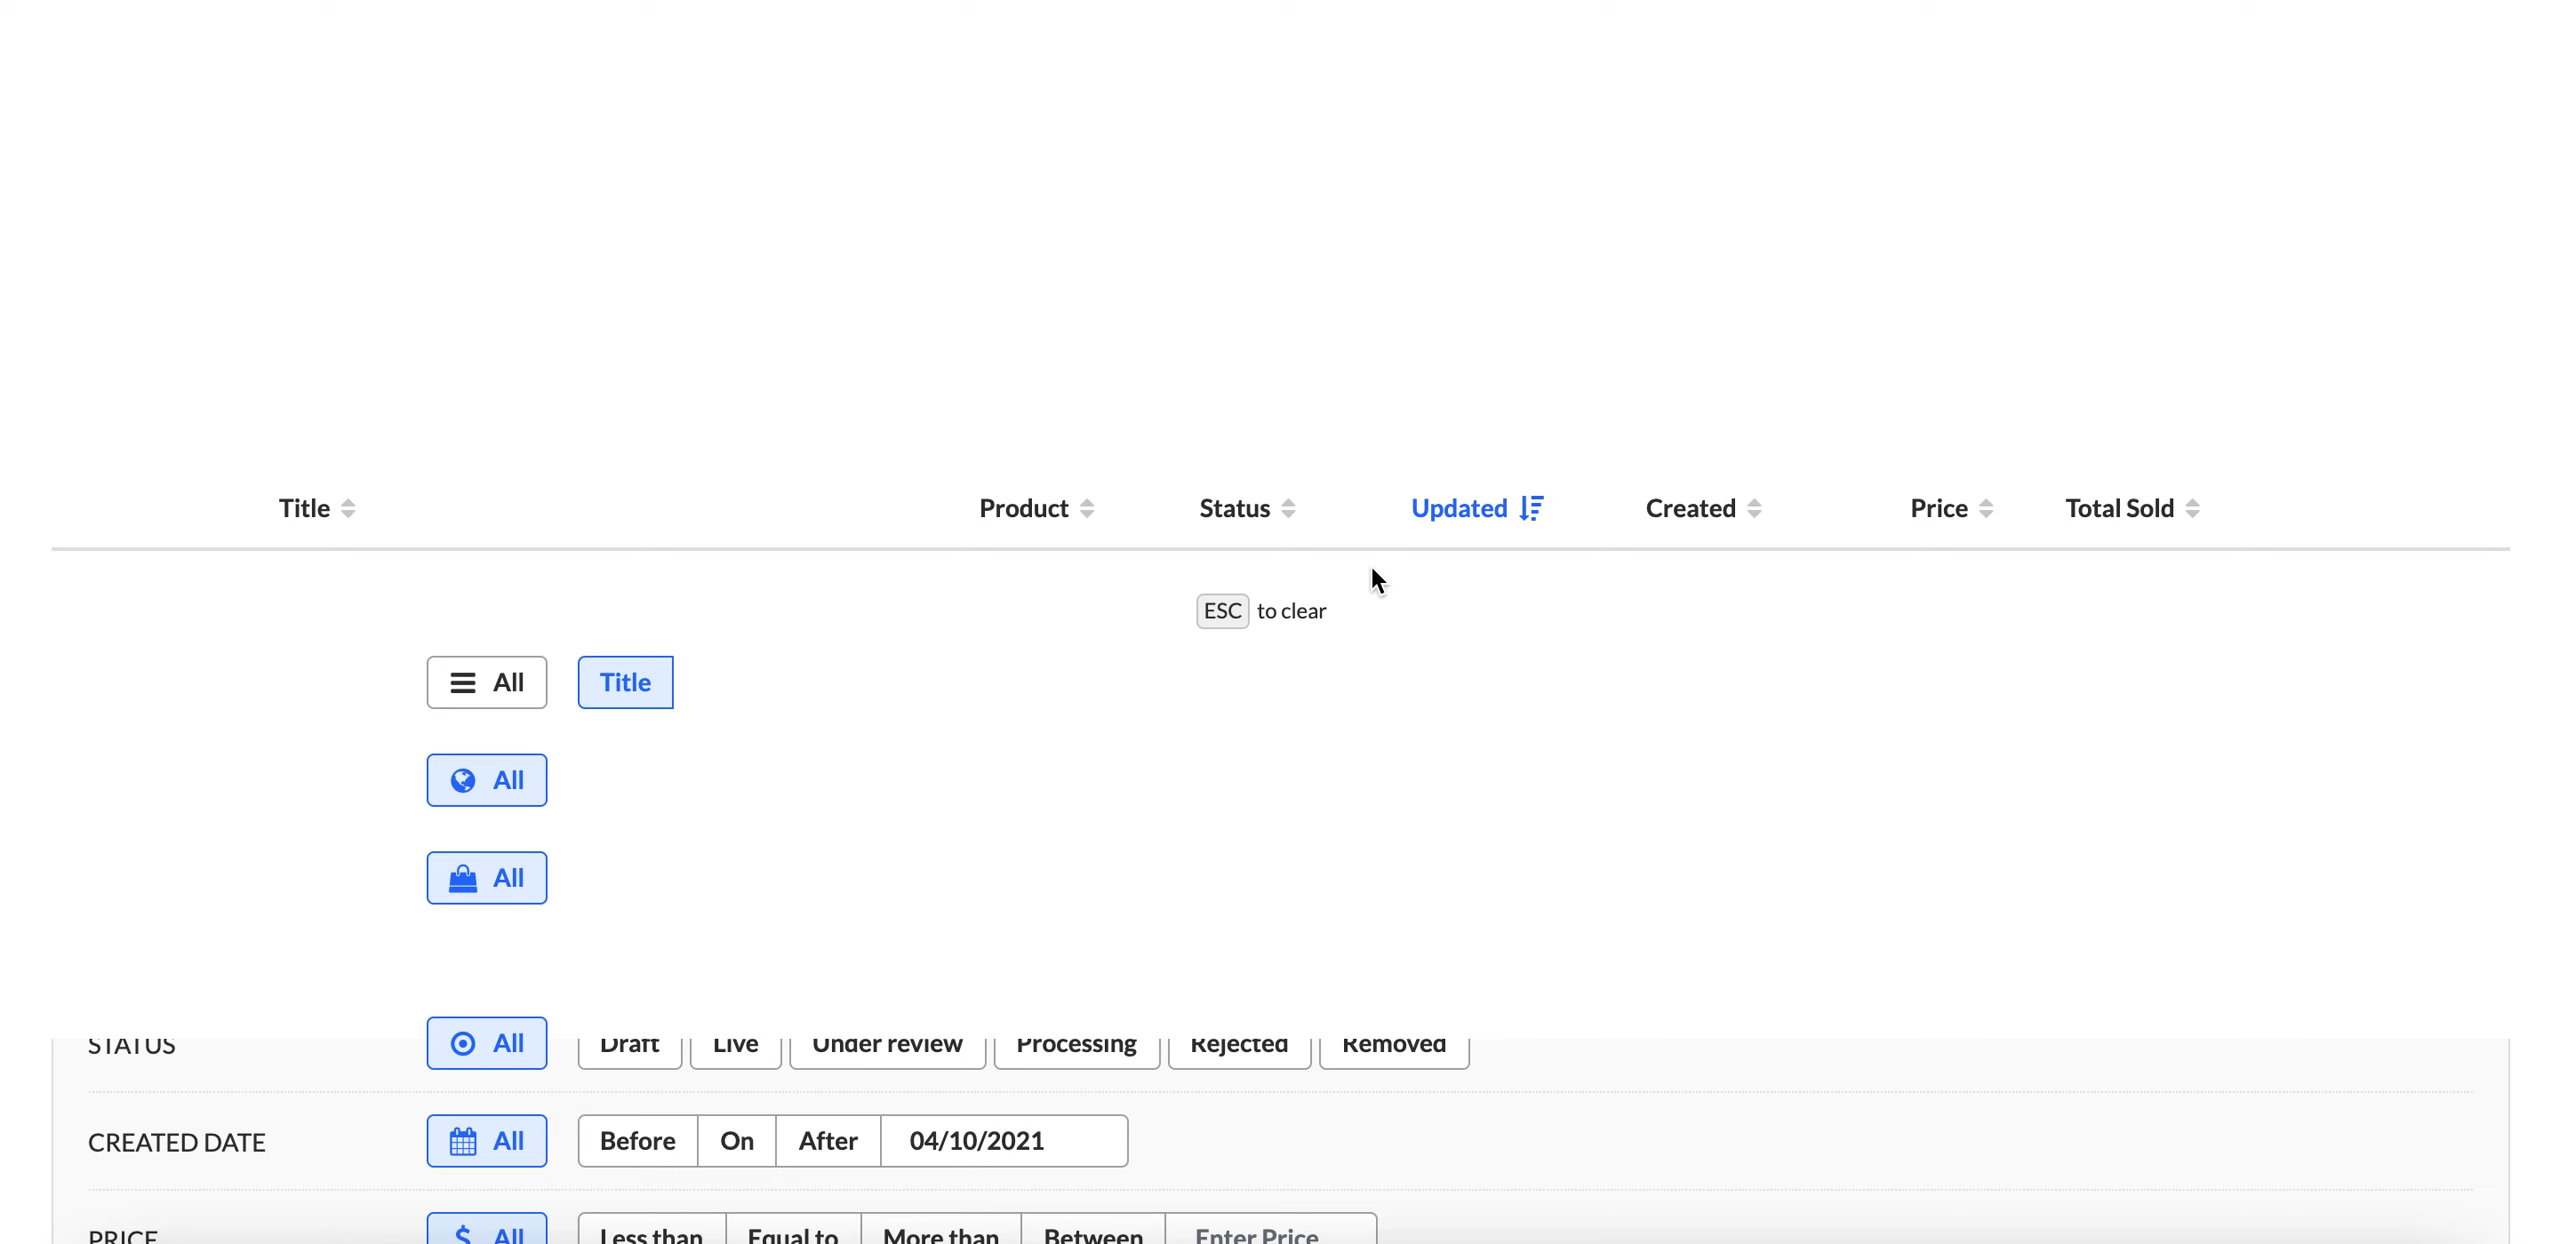 Title Product Status Updated Created Price Total Sold
ESC to clear
All Title
All
All
STATUS All Draft Live Under review Processing Rejected Removed
CREATED DATE All Before On After 04/10/2021
PRICE All Less than Equal to More than Between Enter Price